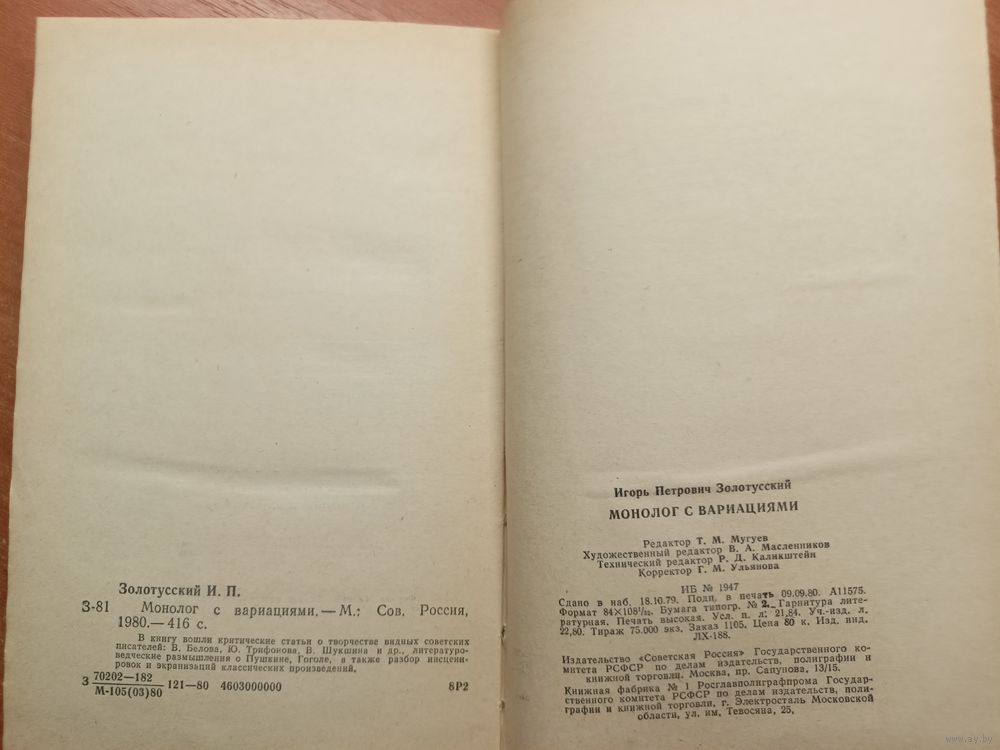 Золотусский И. П.
З-81 Монолог с вариациями.— М.: Сов. Россия,
1980.— 416 с.
В книгу вошли критические статьи о творчестве видных советских
писателей: В. Белова, Ю. Трифонова, В. Шукшина и др., литературо-
ведческие размышления о Пушкине, Гоголе, а также разбор инсцени-
ровок и экранизаций классических произведений,
З 70202—182
М-105(03)80 121—80 4603000000 8Р2
Игорь Петрович Золотусский
МОНОЛОГ С ВАРИАЦИЯМИ
Редактор Т. М. Мугуев
Художественный редактор В. А. Масленников
Технический редактор Р. Д. Каликштейн
Корректор Г. М. Ульянова
ИБ № 1947
Сдано в наб. 18.10.79. Подп. в печать 09.09.80. А11575.
Формат 84×108¹/₃₂. Бумага типогр. № 2. Гарнитура лите-
ратурная. Печать высокая. Усл. п. л. 21,84. Уч.-изд. л.
22,80. Тираж 75.000 экз. Заказ 1105. Цена 80 к. Изд. инд.
ЛХ-188.
Издательство «Советская Россия» Государственного ко-
митета РСФСР по делам издательств, полиграфии и
книжной торговли. Москва, пр. Сапунова, 13/15.
Книжная фабрика № 1 Росглавполиграфпрома Государ-
ственного комитета РСФСР по делам издательств, поли-
графии и книжной торговли, г. Электросталь Московской
области, ул, им, Тевосяна, 25,
www.ay.by